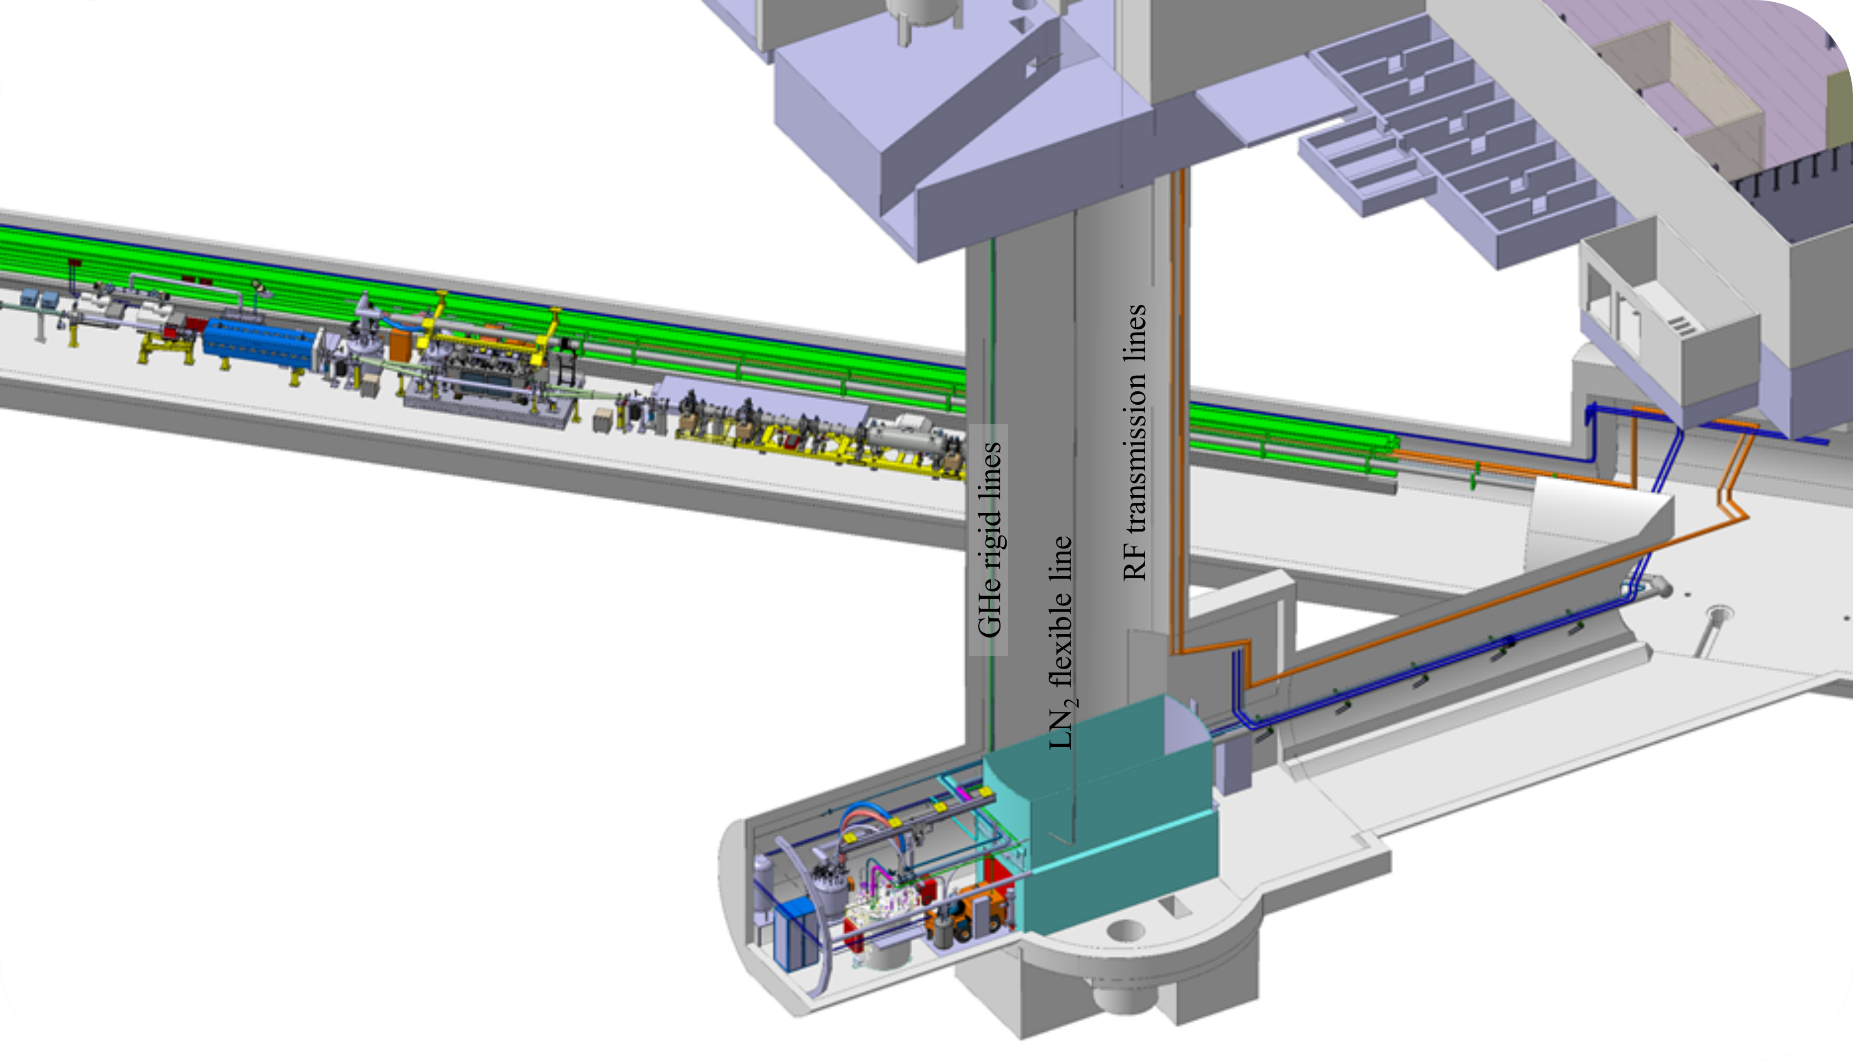 GHe rigid lines
LN₂ flexible line
RF transmission lines